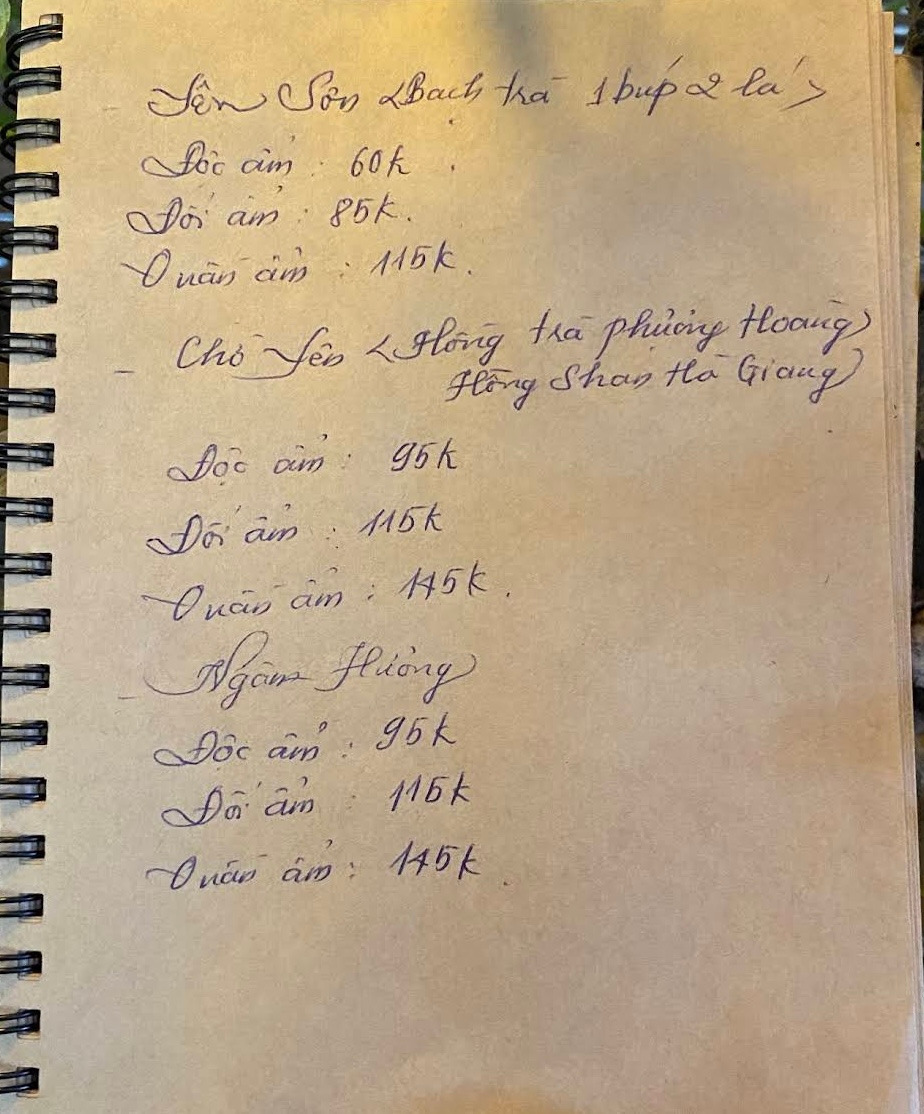 - Yên Sơn <Bạch trà 1 búp 2 lá>
Độc ẩm : 60k.
Đối ẩm : 85k.
Quần ẩm : 115k.
- Chờ Yên <Hồng trà phượng Hoàng>
Hồng Shan Hà Giang>
Độc ẩm : 95k
Đối ẩm : 115k
Quần ẩm : 145k.
- Ngâm Hương
Độc ẩm : 95k
Đối ẩm : 115k
Quần ẩm : 145k.